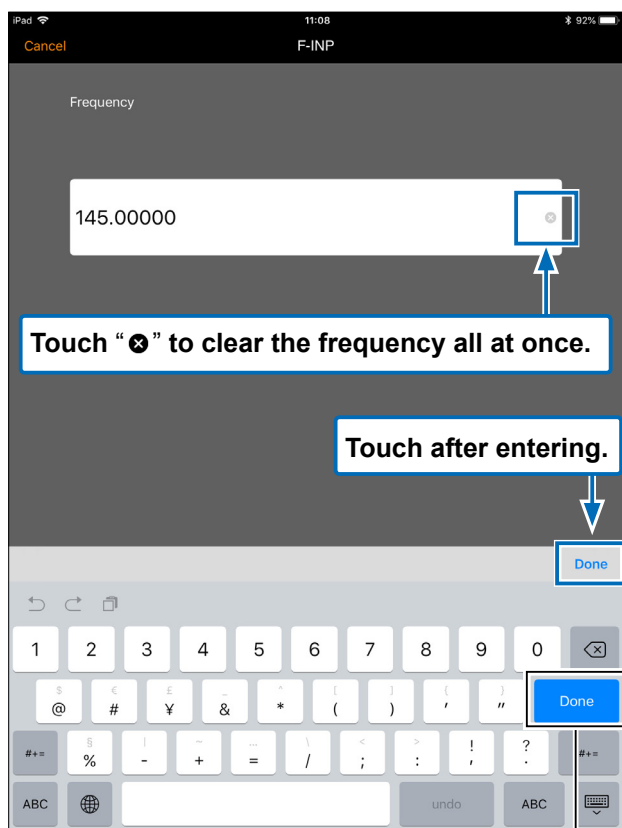 iPad 11:08 92%
Cancel F-INP
Frequency
145.00000
Touch “⊗” to clear the frequency all at once.
Touch after entering.
Done
1 2 3 4 5 6 7 8 9 0
$ € £ _ ^ [ ] { }
@ # ¥ & * ( ) ' " Done
§ | ~ … \ < > ! ?
#+= % - + = / ; : , . #+=
ABC undo ABC